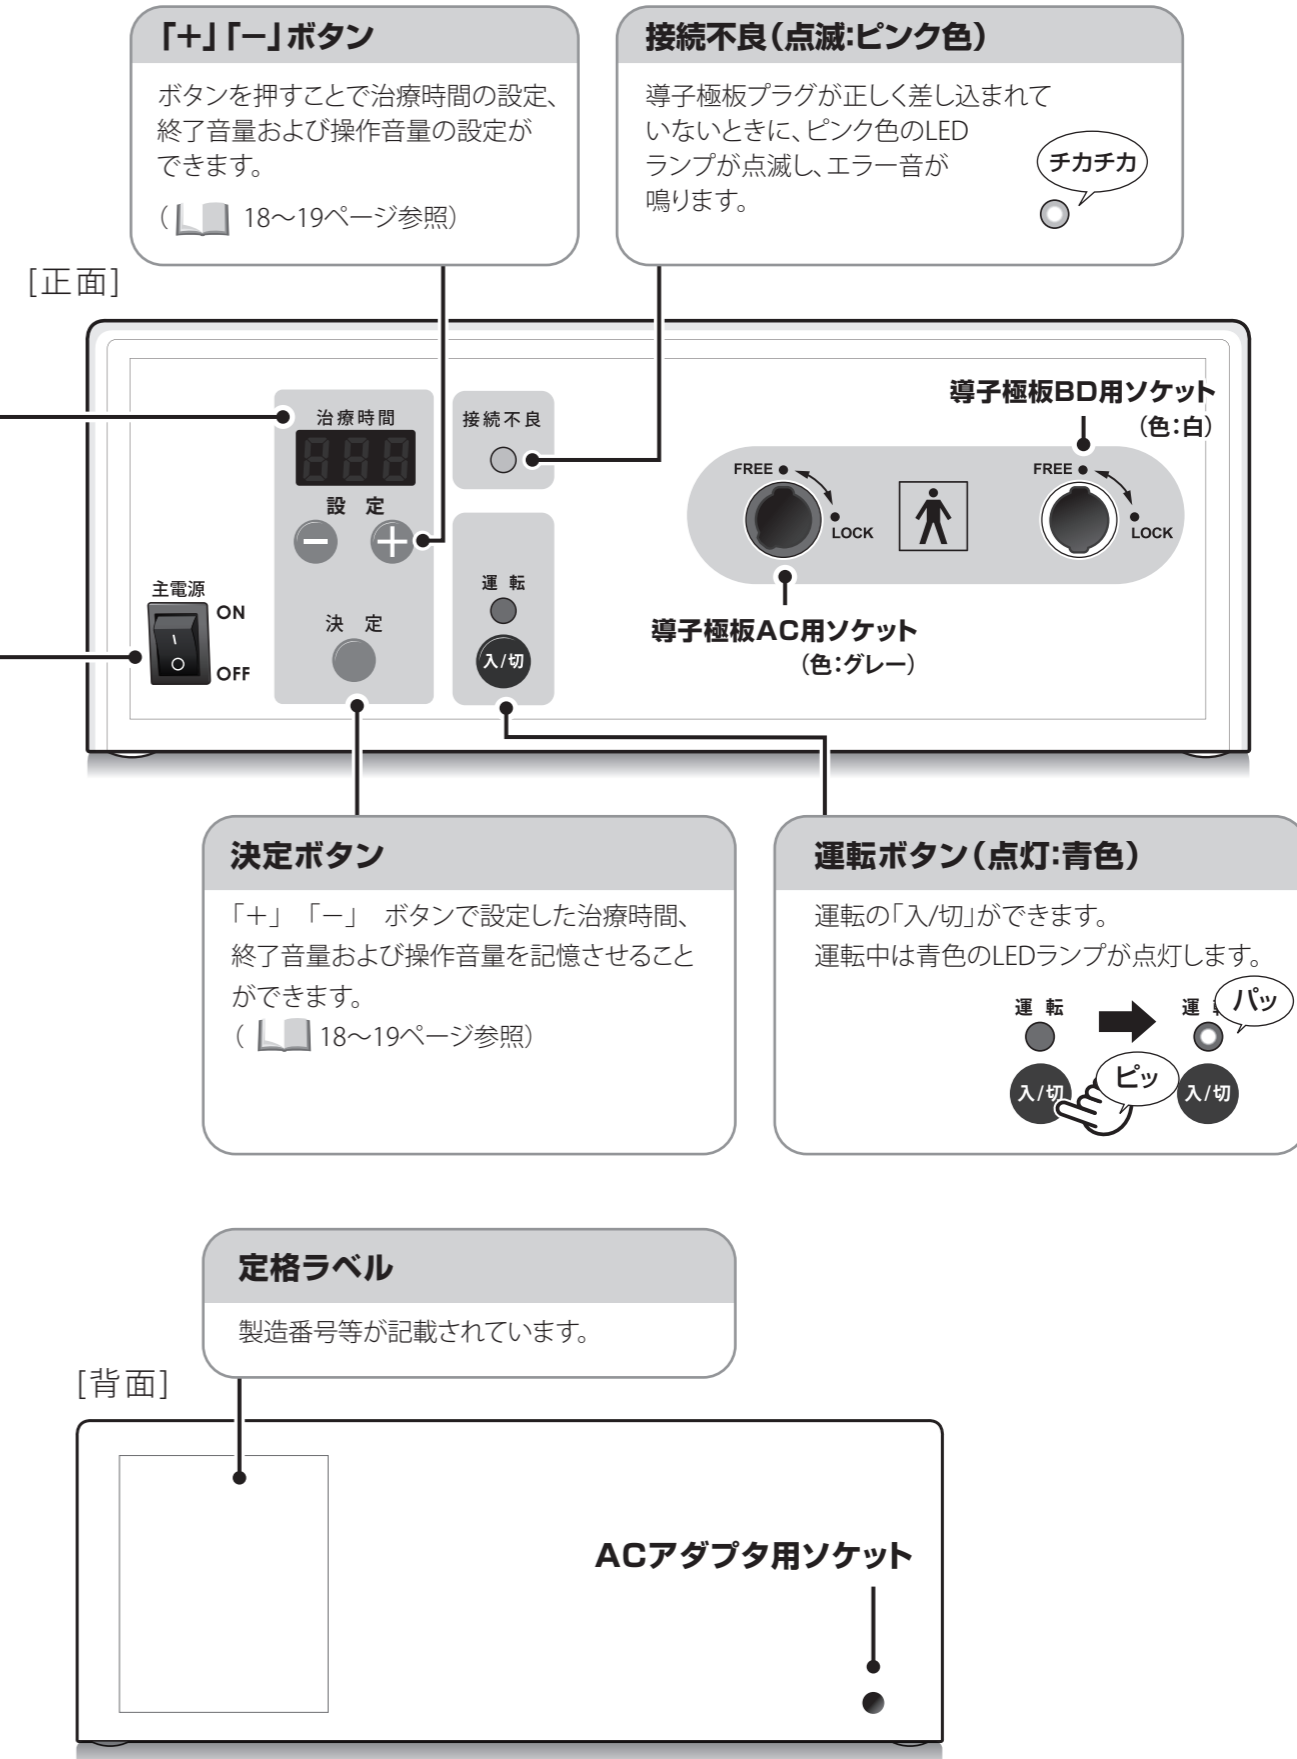 「+」「−」ボタン
ボタンを押すことで治療時間の設定、
終了音量および操作音量の設定が
できます。
( 18〜19ページ参照)
接続不良(点滅:ピンク色)
導子極板プラグが正しく差し込まれて
いないときに、ピンク色のLED
ランプが点滅し、エラー音が
鳴ります。
チカチカ
[正面]
治療時間
888
設 定
− +
決 定
主電源
ON
OFF
接続不良
運 転
入/切
導子極板BD用ソケット
(色:白)
FREE
LOCK
FREE
LOCK
導子極板AC用ソケット
(色:グレー)
決定ボタン
「+」「−」 ボタンで設定した治療時間、
終了音量および操作音量を記憶させること
ができます。
( 18〜19ページ参照)
運転ボタン(点灯:青色)
運転の「入/切」ができます。
運転中は青色のLEDランプが点灯します。
運 転
入/切
ピッ
運
パッ
入/切
定格ラベル
製造番号等が記載されています。
[背面]
ACアダプタ用ソケット